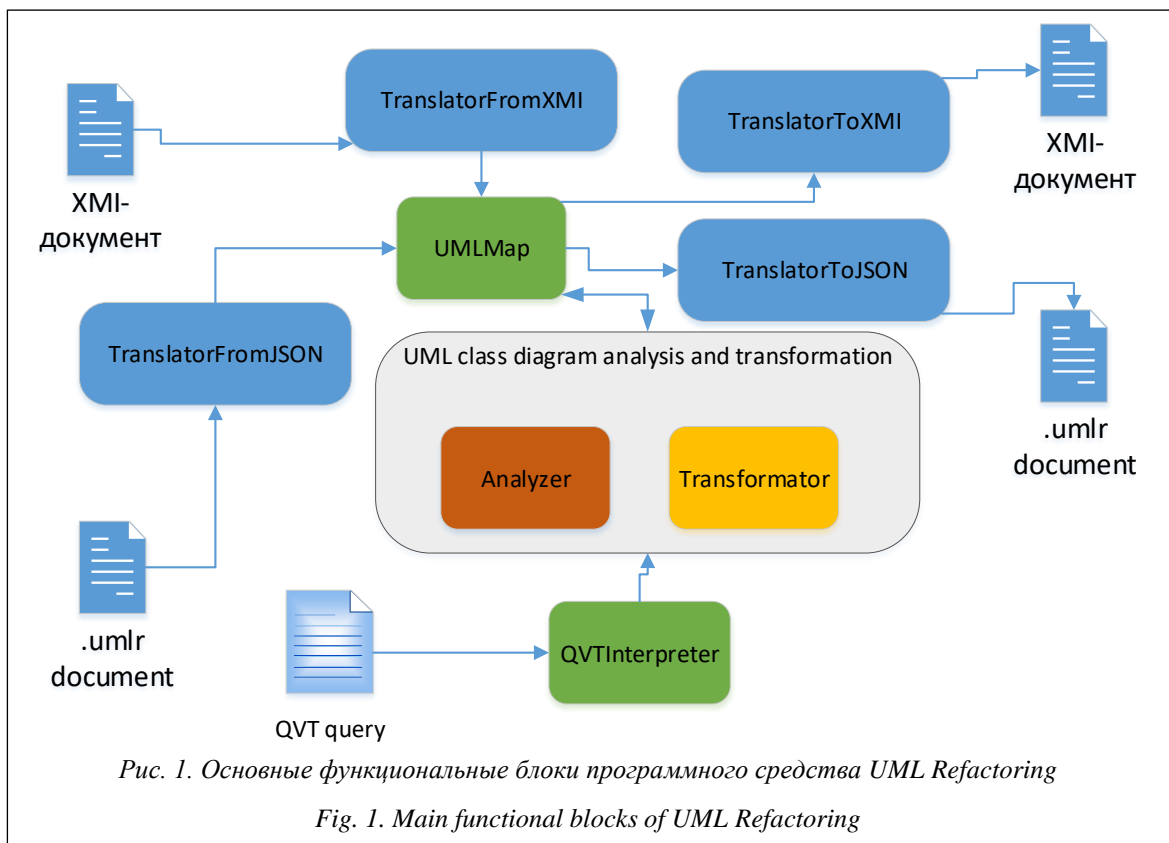 TranslatorFromXMI
TranslatorToXMI
XMI-
документ
XMI-
документ
UMLMap
TranslatorToJSON
TranslatorFromJSON
UML class diagram analysis and transformation
.umlr
document
Analyzer
Transformator
.umlr
document
QVTInterpreter
QVT query
Рис. 1. Основные функциональные блоки программного средства UML Refactoring
Fig. 1. Main functional blocks of UML Refactoring